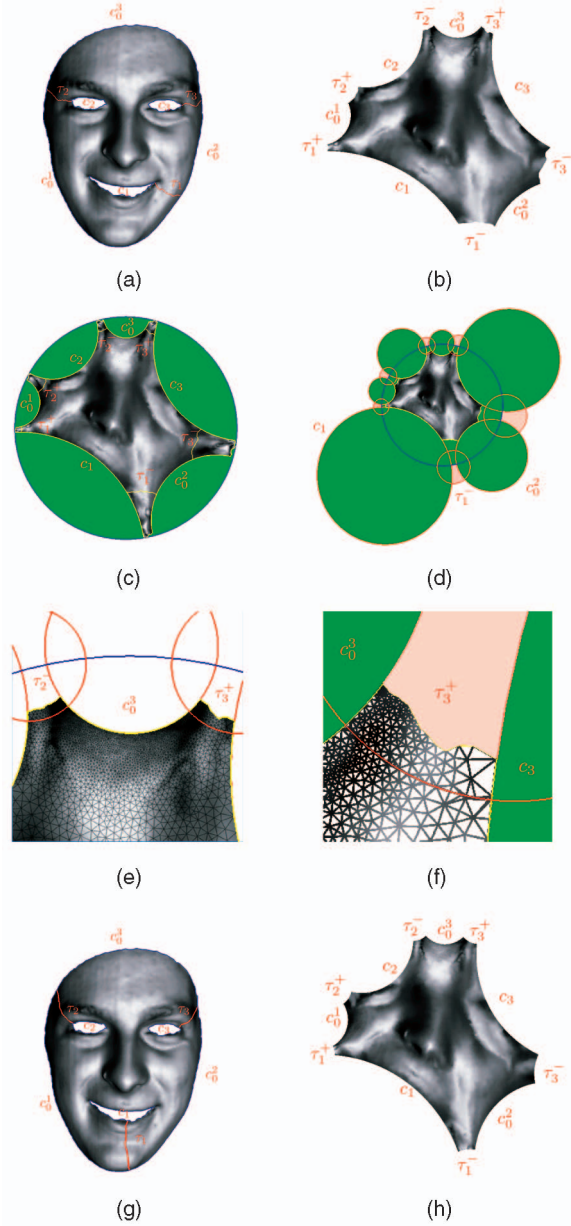 c_0^3
τ_2 c_2 c_3 τ_3
c_0^1 c_1 τ_1 c_0^2
(a)
τ_2^- c_0^3 τ_3^+
c_2 c_3
τ_2^+
c_0^1
τ_1^+ τ_3^-
c_1 c_0^2
τ_1^-
(b)
c_0^3
c_2 c_3
c_0^1
c_1 τ_1 c_0^2
(c)
c_1
τ_1^- c_0^2
(d)
τ_2^- c_0^3 τ_3^+
(e)
c_0^3
τ_3^+
c_3
(f)
c_0^3
τ_2 c_2 c_3 τ_3
c_0^1 c_1 τ_1 c_0^2
(g)
τ_2^- c_0^3 τ_3^+
c_2 c_3
τ_2^+
c_0^1
τ_1^+ τ_3^-
c_1 c_0^2
τ_1^-
(h)